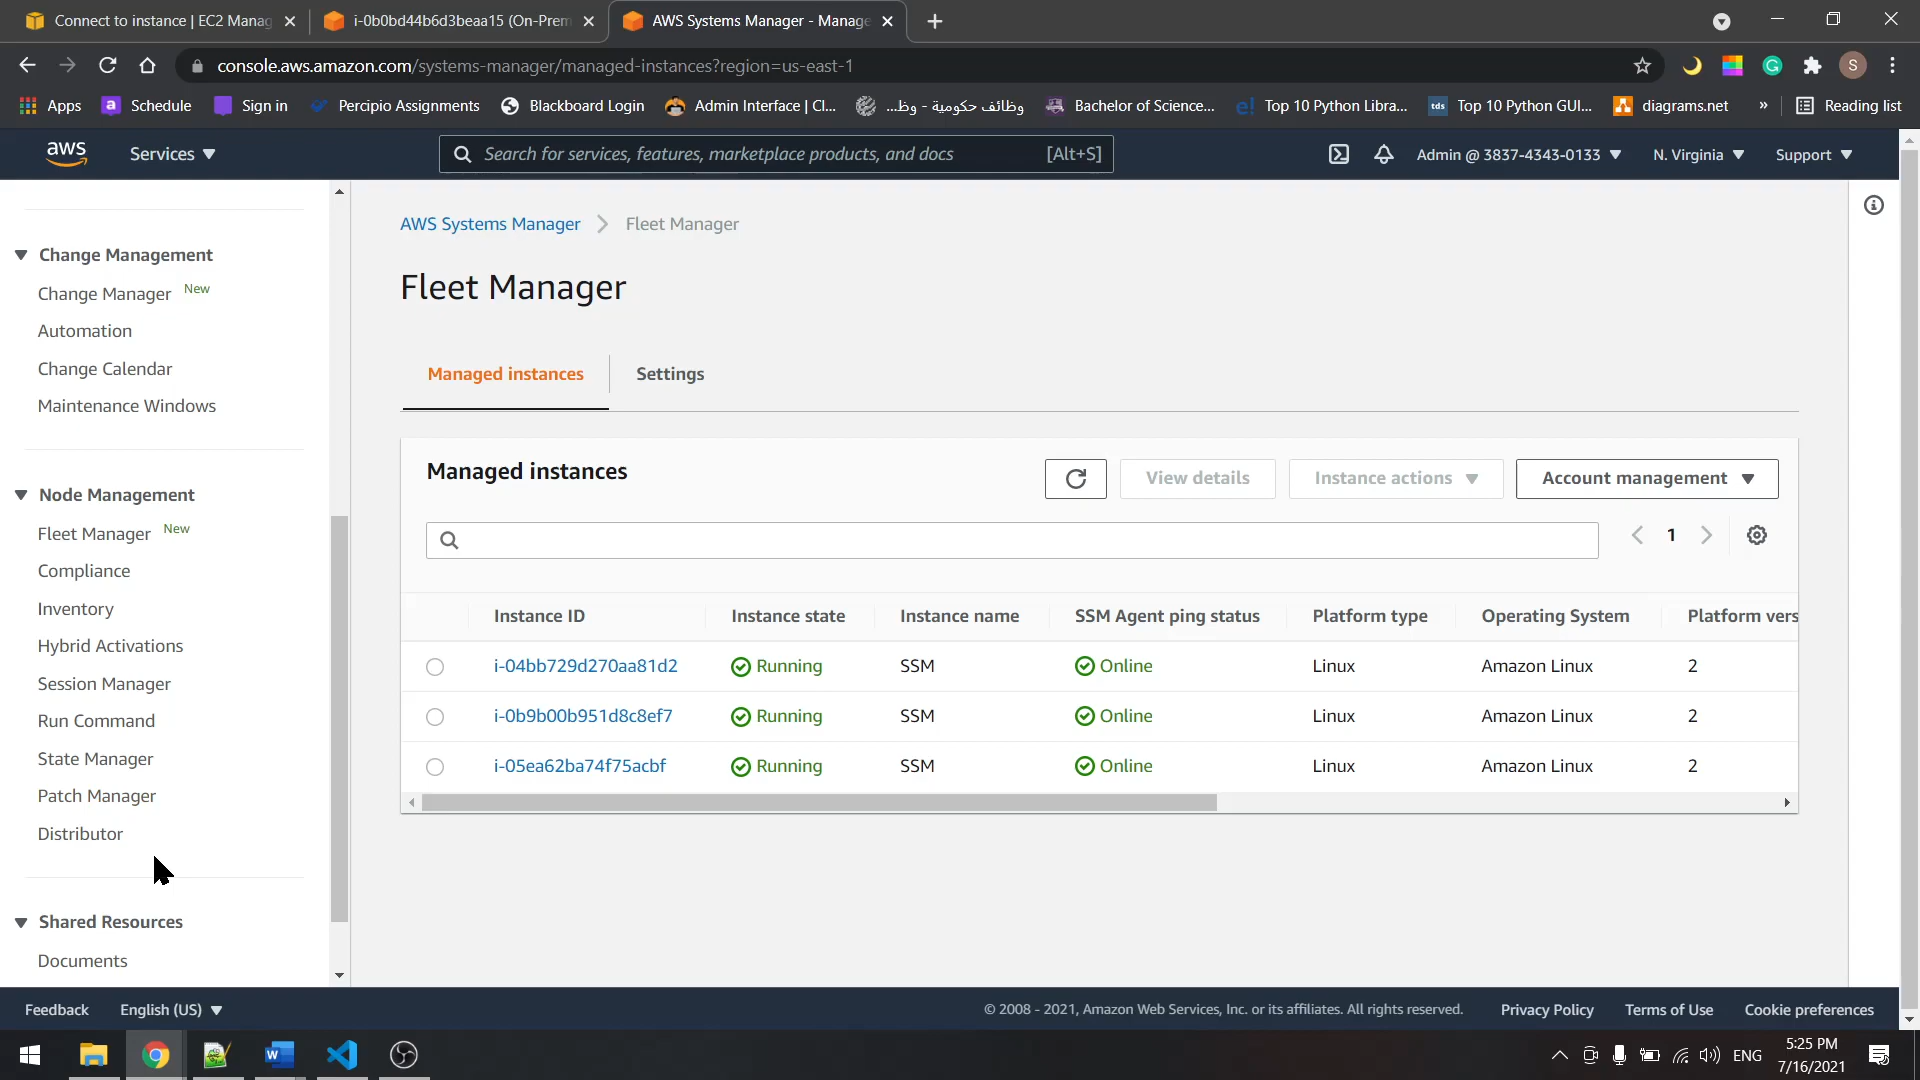 Connect to instance | EC2 Manag
i-0b0bd44b6d3beaa15 (On-Prem
AWS Systems Manager - Manage
console.aws.amazon.com/systems-manager/managed-instances?region=us-east-1
S
Apps
Schedule
Sign in
Percipio Assignments
Blackboard Login
Admin Interface | Cl...
وظائف حكومية - وظ...
Bachelor of Science...
Top 10 Python Libra...
Top 10 Python GUI...
diagrams.net
»
Reading list
aws
Services
Search for services, features, marketplace products, and docs
[Alt+S]
Admin @ 3837-4343-0133
N. Virginia
Support
Change Management
Change Manager New
Automation
Change Calendar
Maintenance Windows
Node Management
Fleet Manager New
Compliance
Inventory
Hybrid Activations
Session Manager
Run Command
State Manager
Patch Manager
Distributor
Shared Resources
Documents
AWS Systems Manager > Fleet Manager
Fleet Manager
Managed instances
Settings
Managed instances
View details
Instance actions
Account management
1
Instance ID Instance state Instance name SSM Agent ping status Platform type Operating System Platform vers
i-04bb729d270aa81d2 Running SSM Online Linux Amazon Linux 2
i-0b9b00b951d8c8ef7 Running SSM Online Linux Amazon Linux 2
i-05ea62ba74f75acbf Running SSM Online Linux Amazon Linux 2
Feedback
English (US)
© 2008 - 2021, Amazon Web Services, Inc. or its affiliates. All rights reserved.
Privacy Policy
Terms of Use
Cookie preferences
ENG
5:25 PM
7/16/2021